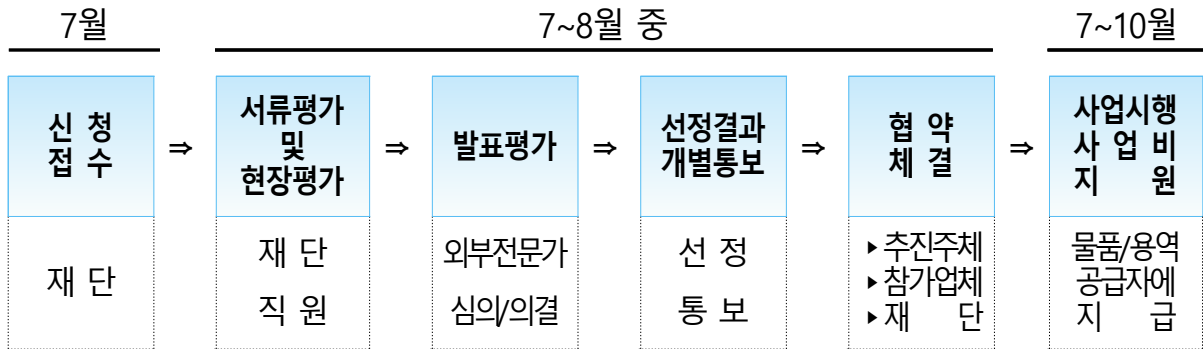 7월
7~8월 중
7~10월
신 청
접 수
⇒
서류평가
및
현장평가
⇒
발표평가
⇒
선정결과
개별통보
⇒
협 약
체 결
⇒
사업시행
사 업 비
지 원
재 단
재 단
직 원
외부전문가
심의/의결
선 정
통 보
▸추진주체
▸참가업체
▸재 단
물품/용역
공급자에
지 급